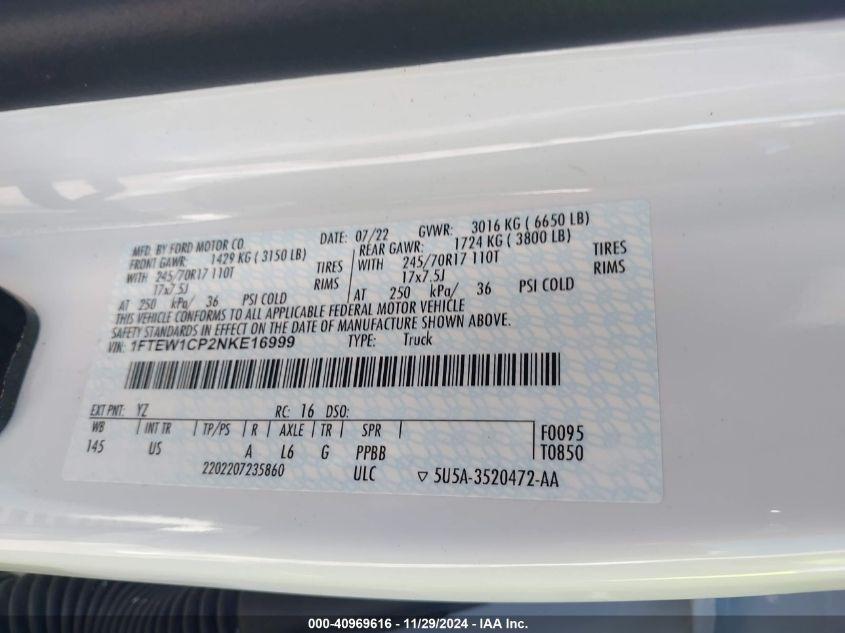 MFD. BY FORD MOTOR CO. DATE: 07/22 GVWR: 3016 KG ( 6650 LB)
FRONT GAWR: 1429 KG ( 3150 LB) REAR GAWR: 1724 KG ( 3800 LB)
WITH 245/70R17 110T TIRES WITH 245/70R17 110T TIRES
17x7.5J RIMS 17x7.5J RIMS
AT 250 kPa/ 36 PSI COLD AT 250 kPa/ 36 PSI COLD
THIS VEHICLE CONFORMS TO ALL APPLICABLE FEDERAL MOTOR VEHICLE
SAFETY STANDARDS IN EFFECT ON THE DATE OF MANUFACTURE SHOWN ABOVE.
VIN: 1FTEW1CP2NKE16999 TYPE: Truck
EXT PNT: YZ RC: 16 DSO:
WB INT TR TP/PS R AXLE TR SPR F0095
145 US A L6 G PPBB T0850
2202207235860 ULC ▽ 5U5A-3520472-AA
000-40969616 - 11/29/2024 - IAA Inc.